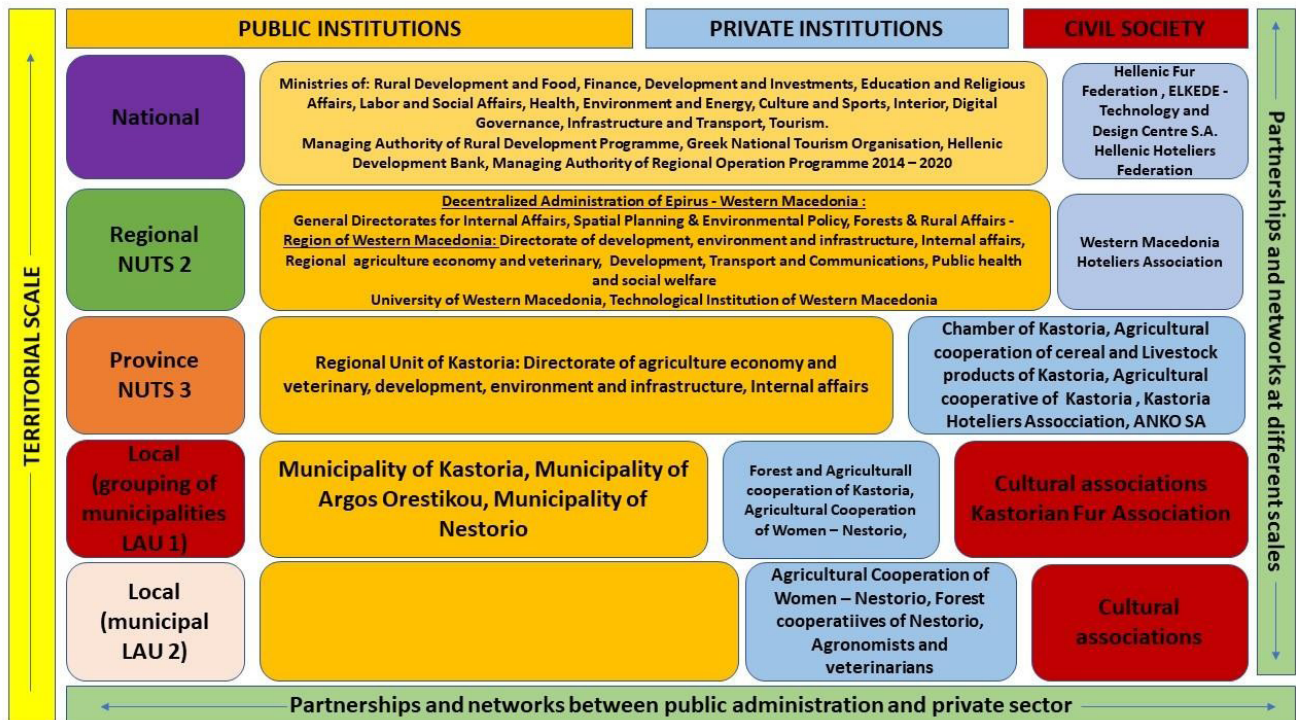 PUBLIC INSTITUTIONS
PRIVATE INSTITUTIONS
CIVIL SOCIETY
TERRITORIAL SCALE
National
Ministries of: Rural Development and Food, Finance, Development and Investments, Education and Religious
Affairs, Labor and Social Affairs, Health, Environment and Energy, Culture and Sports, Interior, Digital
Governance, Infrastructure and Transport, Tourism.
Managing Authority of Rural Development Programme, Greek National Tourism Organisation, Hellenic
Development Bank, Managing Authority of Regional Operation Programme 2014 – 2020
Hellenic Fur
Federation , ELKEDE -
Technology and
Design Centre S.A.
Hellenic Hoteliers
Federation
Regional
NUTS 2
Decentralized Administration of Epirus - Western Macedonia :
General Directorates for Internal Affairs, Spatial Planning & Environmental Policy, Forests & Rural Affairs -
Region of Western Macedonia: Directorate of development, environment and infrastructure, Internal affairs,
Regional agriculture economy and veterinary, Development, Transport and Communications, Public health
and social welfare
University of Western Macedonia, Technological Institution of Western Macedonia
Western Macedonia
Hoteliers Association
Province
NUTS 3
Regional Unit of Kastoria: Directorate of agriculture economy and
veterinary, development, environment and infrastructure, Internal affairs
Chamber of Kastoria, Agricultural
cooperation of cereal and Livestock
products of Kastoria, Agricultural
cooperative of Kastoria , Kastoria
Hoteliers Assocciation, ANKO SA
Local
(grouping of
municipalities
LAU 1)
Municipality of Kastoria, Municipality of
Argos Orestikou, Municipality of
Nestorio
Forest and Agriculturall
cooperation of Kastoria,
Agricultural Cooperation
of Women – Nestorio,
Cultural associations
Kastorian Fur Association
Local
(municipal
LAU 2)
Agricultural Cooperation of
Women – Nestorio, Forest
cooperatiives of Nestorio,
Agronomists and
veterinarians
Cultural
associations
Partnerships and networks at different scales
Partnerships and networks between public administration and private sector